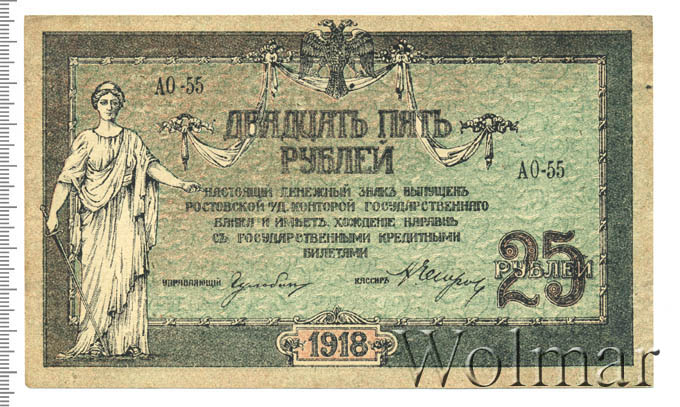 АО-55
ДВАДЦАТЬ ПЯТЬ
РУБЛЕЙ
АО-55
НАСТОЯЩІЙ ДЕНЕЖНЫЙ ЗНАКЪ ВЫПУЩЕНЪ
РОСТОВСКОЙ н/Д. КОНТОРОЙ ГОСУДАРСТВЕННАГО
БАНКА И ИМѢЕТЪ ХОЖДЕНІЕ НАРАВНѢ
СЪ ГОСУДАРСТВЕННЫМИ КРЕДИТНЫМИ
БИЛЕТАМИ
УПРАВЛЯЮЩІЙ
КАССИРЪ
25
РУБЛЕЙ
1918
Wolmar